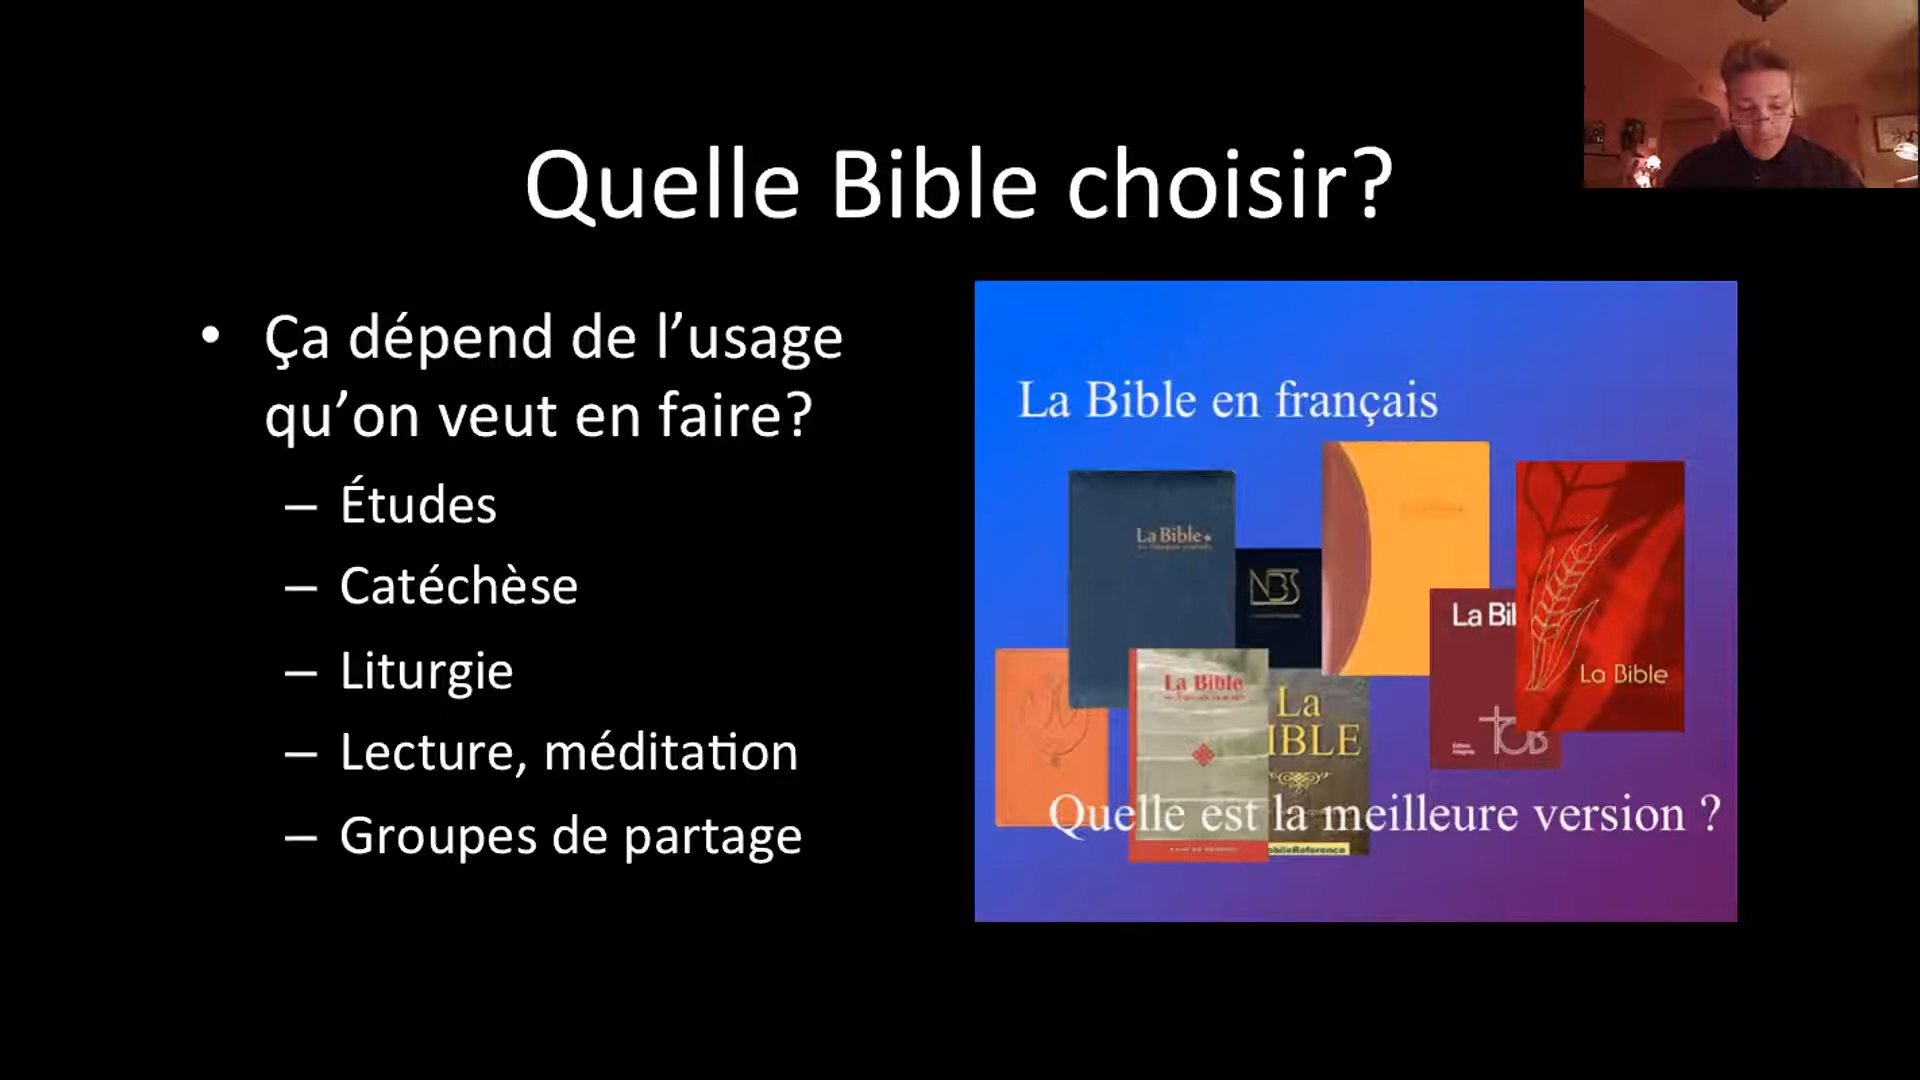 Quelle Bible choisir?
• Ça dépend de l’usage
qu’on veut en faire?
– Études
– Catéchèse
– Liturgie
– Lecture, méditation
– Groupes de partage
La Bible en français
La Bible
NBS
La Bib
La Bible
TOB
La Bible
La
IBLE
Quelle est la meilleure version ?
obileReference